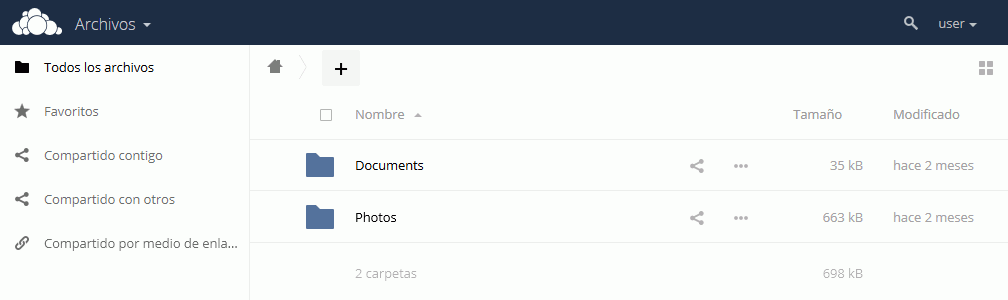 Archivos
user
Todos los archivos
Favoritos
Compartido contigo
Compartido con otros
Compartido por medio de enla...
+
Nombre Tamaño Modificado
Documents 35 kB hace 2 meses
Photos 663 kB hace 2 meses
2 carpetas 698 kB